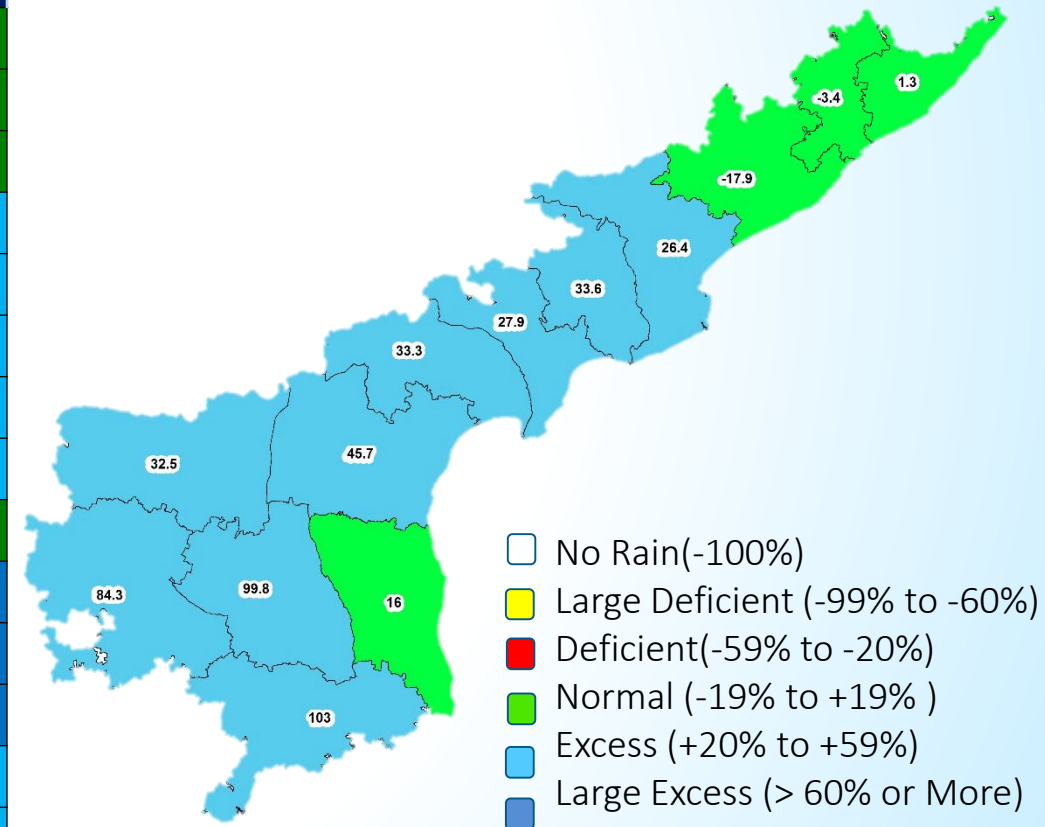 1.3
-3.4
-17.9
26.4
33.6
27.9
33.3
45.7
32.5
No Rain(-100%)
99.8
84.3
16
Large Deficient (-99% to -60%)
Deficient(-59% to -20%)
Normal (-19% to +19% )
103
Excess (+20% to +59%)
Large Excess (> 60% or More)